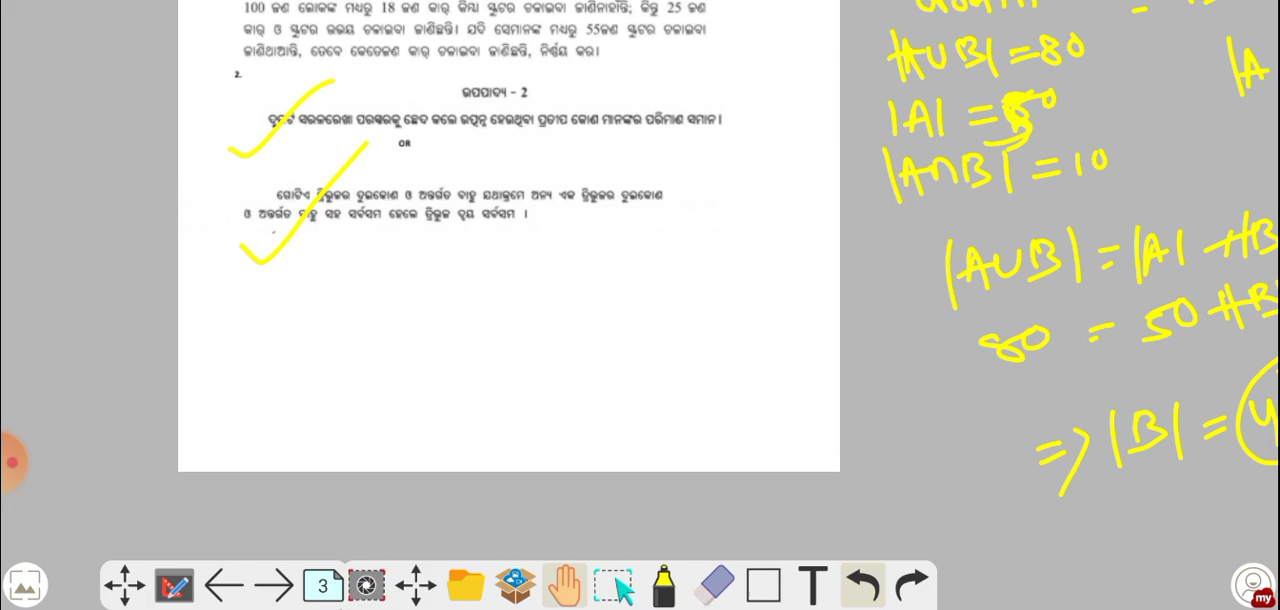 100 ଜଣ ଲୋକଙ୍କ ମଧ୍ୟରୁ 18 ଜଣ କାର୍ କିମ୍ବା ସ୍କୁଟର ଚଳାଇବା ଜାଣିନାହାଁନ୍ତି; କିନ୍ତୁ 25 ଜଣ
କାର୍ ଓ ସ୍କୁଟର ଉଭୟ ଚଳାଇବା ଜାଣିଛନ୍ତି। ଯଦି ସେମାନଙ୍କ ମଧ୍ୟରୁ 55ଜଣ ସ୍କୁଟର ଚଳାଇବା
ଜାଣିଥାଆନ୍ତି, ତେବେ କେତେଜଣ କାର୍ ଚଳାଇବା ଜାଣିଛନ୍ତି, ନିର୍ଣ୍ଣୟ କର।
2.
ଉପପାଦ୍ୟ - 2
ଦୁଇଟି ସରଳରେଖା ପରସ୍ପରକୁ ଛେଦ କଲେ ଉତ୍ପନ୍ନ ହେଉଥିବା ପ୍ରତୀପ କୋଣ ମାନଙ୍କର ପରିମାଣ ସମାନ।
OR
ଗୋଟିଏ ତ୍ରିଭୁଜର ଦୁଇକୋଣ ଓ ଅନ୍ତର୍ଗତ ବାହୁ ଯଥାକ୍ରମେ ଅନ୍ୟ ଏକ ତ୍ରିଭୁଜର ଦୁଇକୋଣ
ଓ ଅନ୍ତର୍ଗତ ବାହୁ ସହ ସର୍ବସମ ହେଲେ ତ୍ରିଭୁଜ ଦ୍ୱୟ ସର୍ବସମ ।
|AUB| = 80
|A
|A| = 50
|A∩B| = 10
|AUB| = |A| + |B
80 = 50 + |B
=> |B| = 4
3
T
my